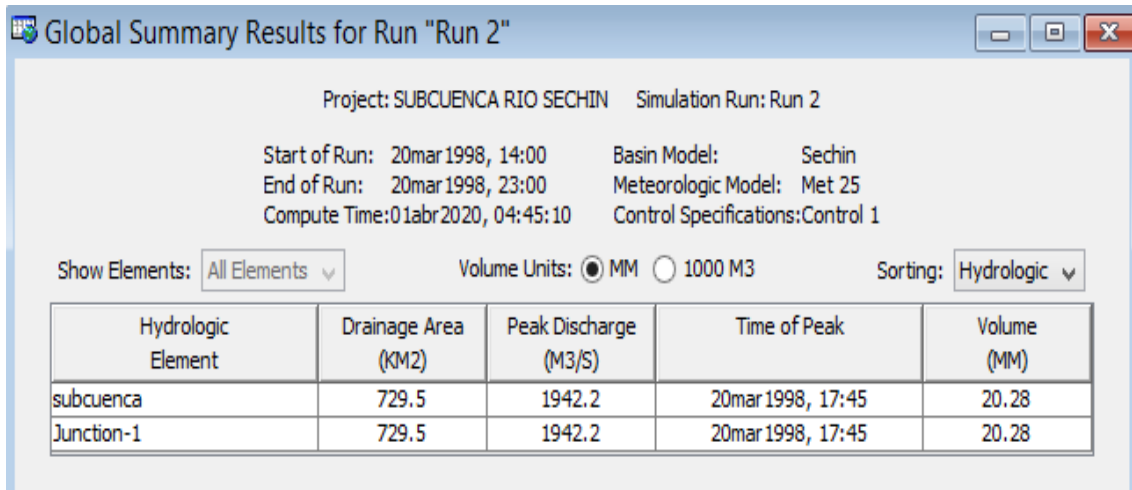 Global Summary Results for Run "Run 2"
Project: SUBCUENCA RIO SECHIN Simulation Run: Run 2
Start of Run: 20mar1998, 14:00 Basin Model: Sechin
End of Run: 20mar1998, 23:00 Meteorologic Model: Met 25
Compute Time:01abr2020, 04:45:10 Control Specifications:Control 1
Show Elements: All Elements Volume Units: MM 1000 M3 Sorting: Hydrologic
Hydrologic Drainage Area Peak Discharge Time of Peak Volume
Element (KM2) (M3/S) (MM)
subcuenca 729.5 1942.2 20mar1998, 17:45 20.28
Junction-1 729.5 1942.2 20mar1998, 17:45 20.28